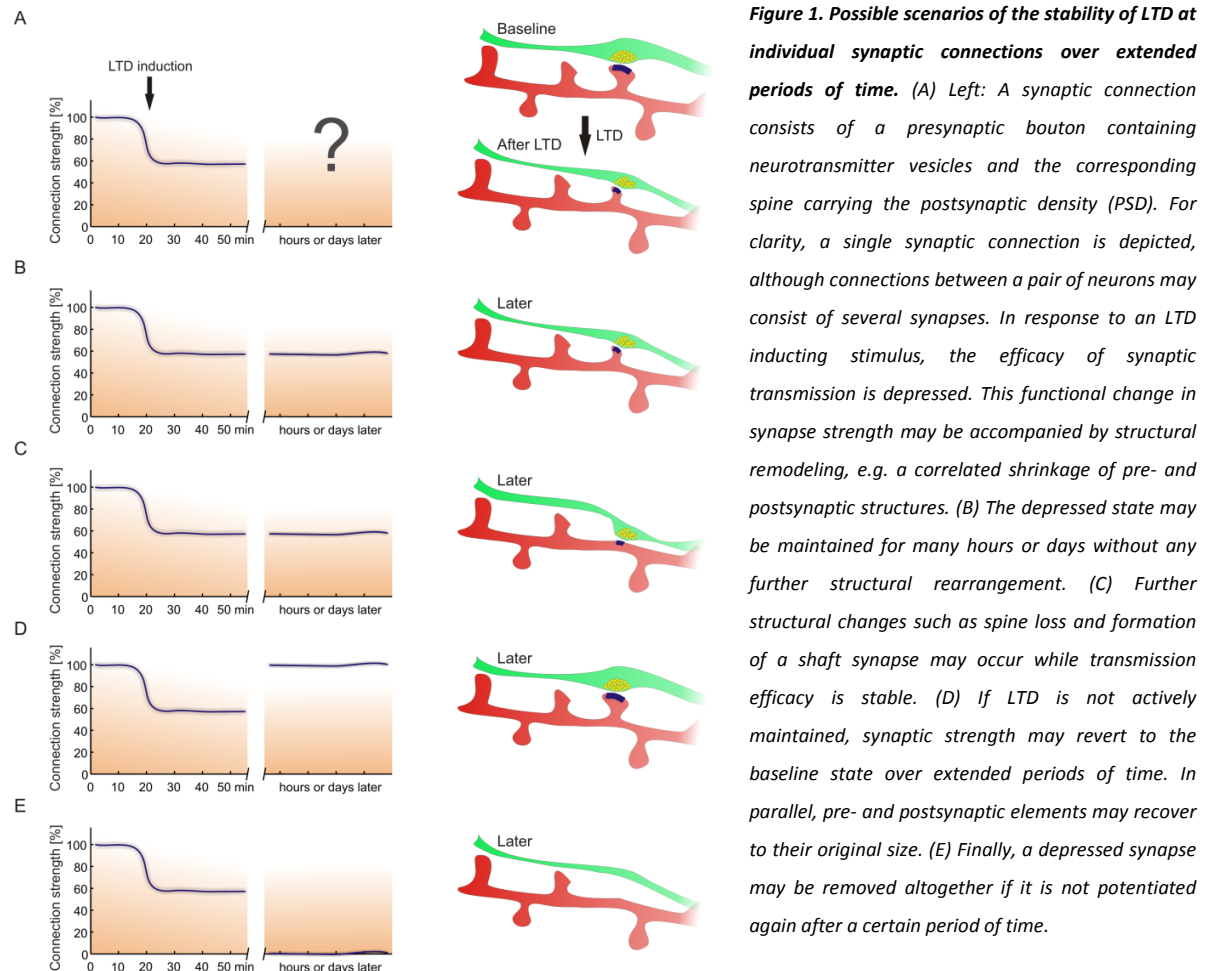 A
LTD induction
Connection strength [%]
100
80
60
40
20
0
0 10 20 30 40 50 min
hours or days later
?
Baseline
LTD
After LTD
B
Connection strength [%]
100
80
60
40
20
0
0 10 20 30 40 50 min
hours or days later
Later
C
Connection strength [%]
100
80
60
40
20
0
0 10 20 30 40 50 min
hours or days later
Later
D
Connection strength [%]
100
80
60
40
20
0
0 10 20 30 40 50 min
hours or days later
Later
E
Connection strength [%]
100
80
60
40
20
0
0 10 20 30 40 50 min
hours or days later
Later
Figure 1. Possible scenarios of the stability of LTD at
individual synaptic connections over extended
periods of time. (A) Left: A synaptic connection
consists of a presynaptic bouton containing
neurotransmitter vesicles and the corresponding
spine carrying the postsynaptic density (PSD). For
clarity, a single synaptic connection is depicted,
although connections between a pair of neurons may
consist of several synapses. In response to an LTD
inducting stimulus, the efficacy of synaptic
transmission is depressed. This functional change in
synapse strength may be accompanied by structural
remodeling, e.g. a correlated shrinkage of pre- and
postsynaptic structures. (B) The depressed state may
be maintained for many hours or days without any
further structural rearrangement. (C) Further
structural changes such as spine loss and formation
of a shaft synapse may occur while transmission
efficacy is stable. (D) If LTD is not actively
maintained, synaptic strength may revert to the
baseline state over extended periods of time. In
parallel, pre- and postsynaptic elements may recover
to their original size. (E) Finally, a depressed synapse
may be removed altogether if it is not potentiated
again after a certain period of time.